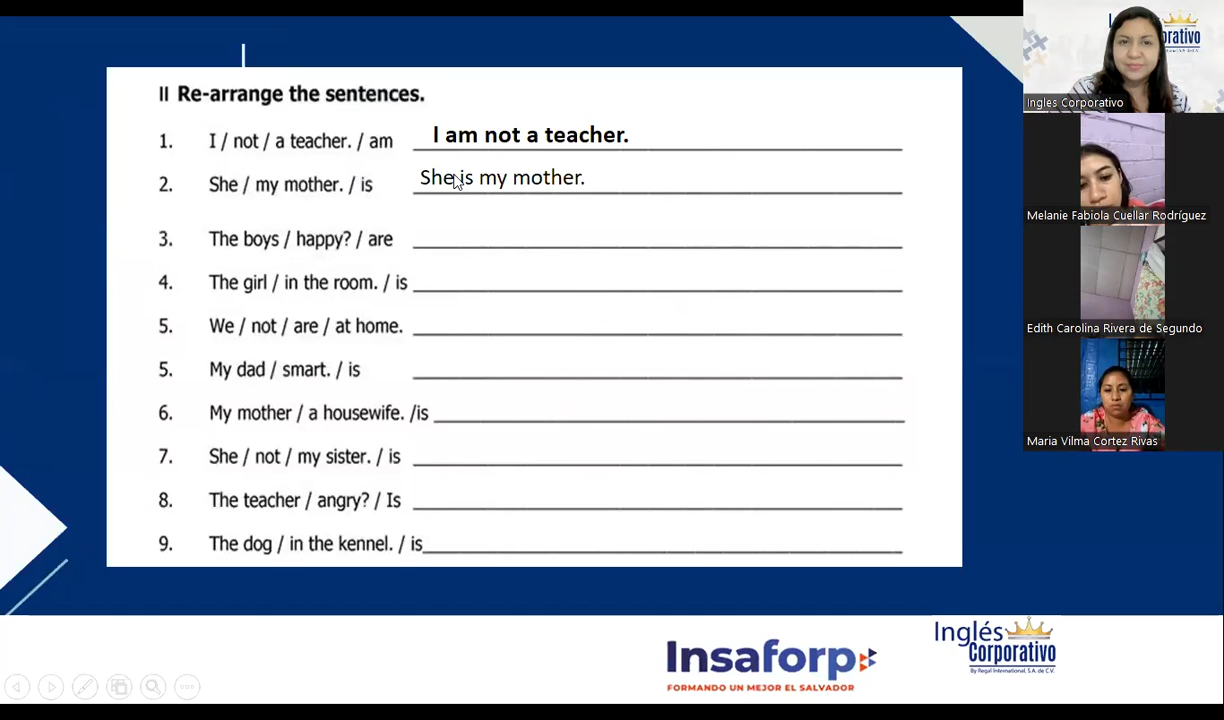 II Re-arrange the sentences.
1. I / not / a teacher. / am I am not a teacher.
2. She / my mother. / is She is my mother.
3. The boys / happy? / are
4. The girl / in the room. / is
5. We / not / are / at home.
5. My dad / smart. / is
6. My mother / a housewife. /is
7. She / not / my sister. / is
8. The teacher / angry? / Is
9. The dog / in the kennel. / is
Insaforp
FORMANDO UN MEJOR EL SALVADOR
Inglés
Corporativo
By Regal International, S.A. de C.V.
Ingles Corporativo
Melanie Fabiola Cuellar Rodríguez
Edith Carolina Rivera de Segundo
Maria Vilma Cortez Rivas